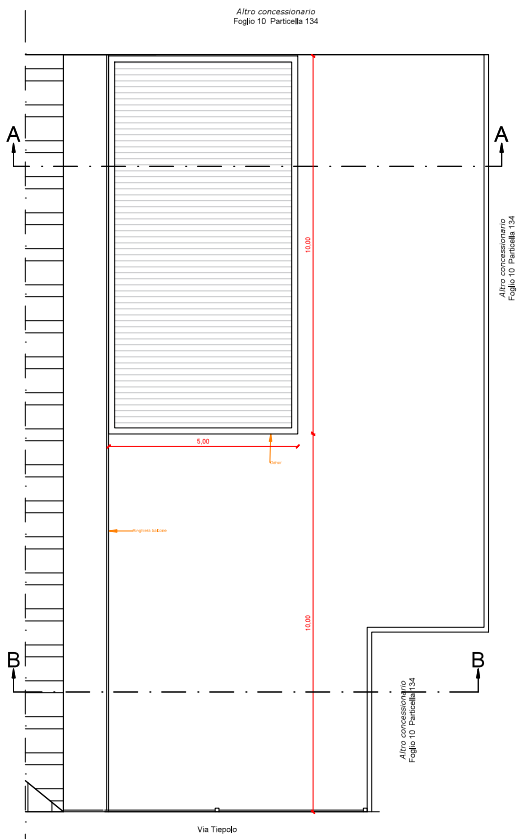 Altro concessionario
Foglio 10 Particella 134
A
A
Altro concessionario
Foglio 10 Particella 134
10.00
5.00
10.00
B
B
Altro concessionario
Foglio 10 Particella 134
Via Tiepolo